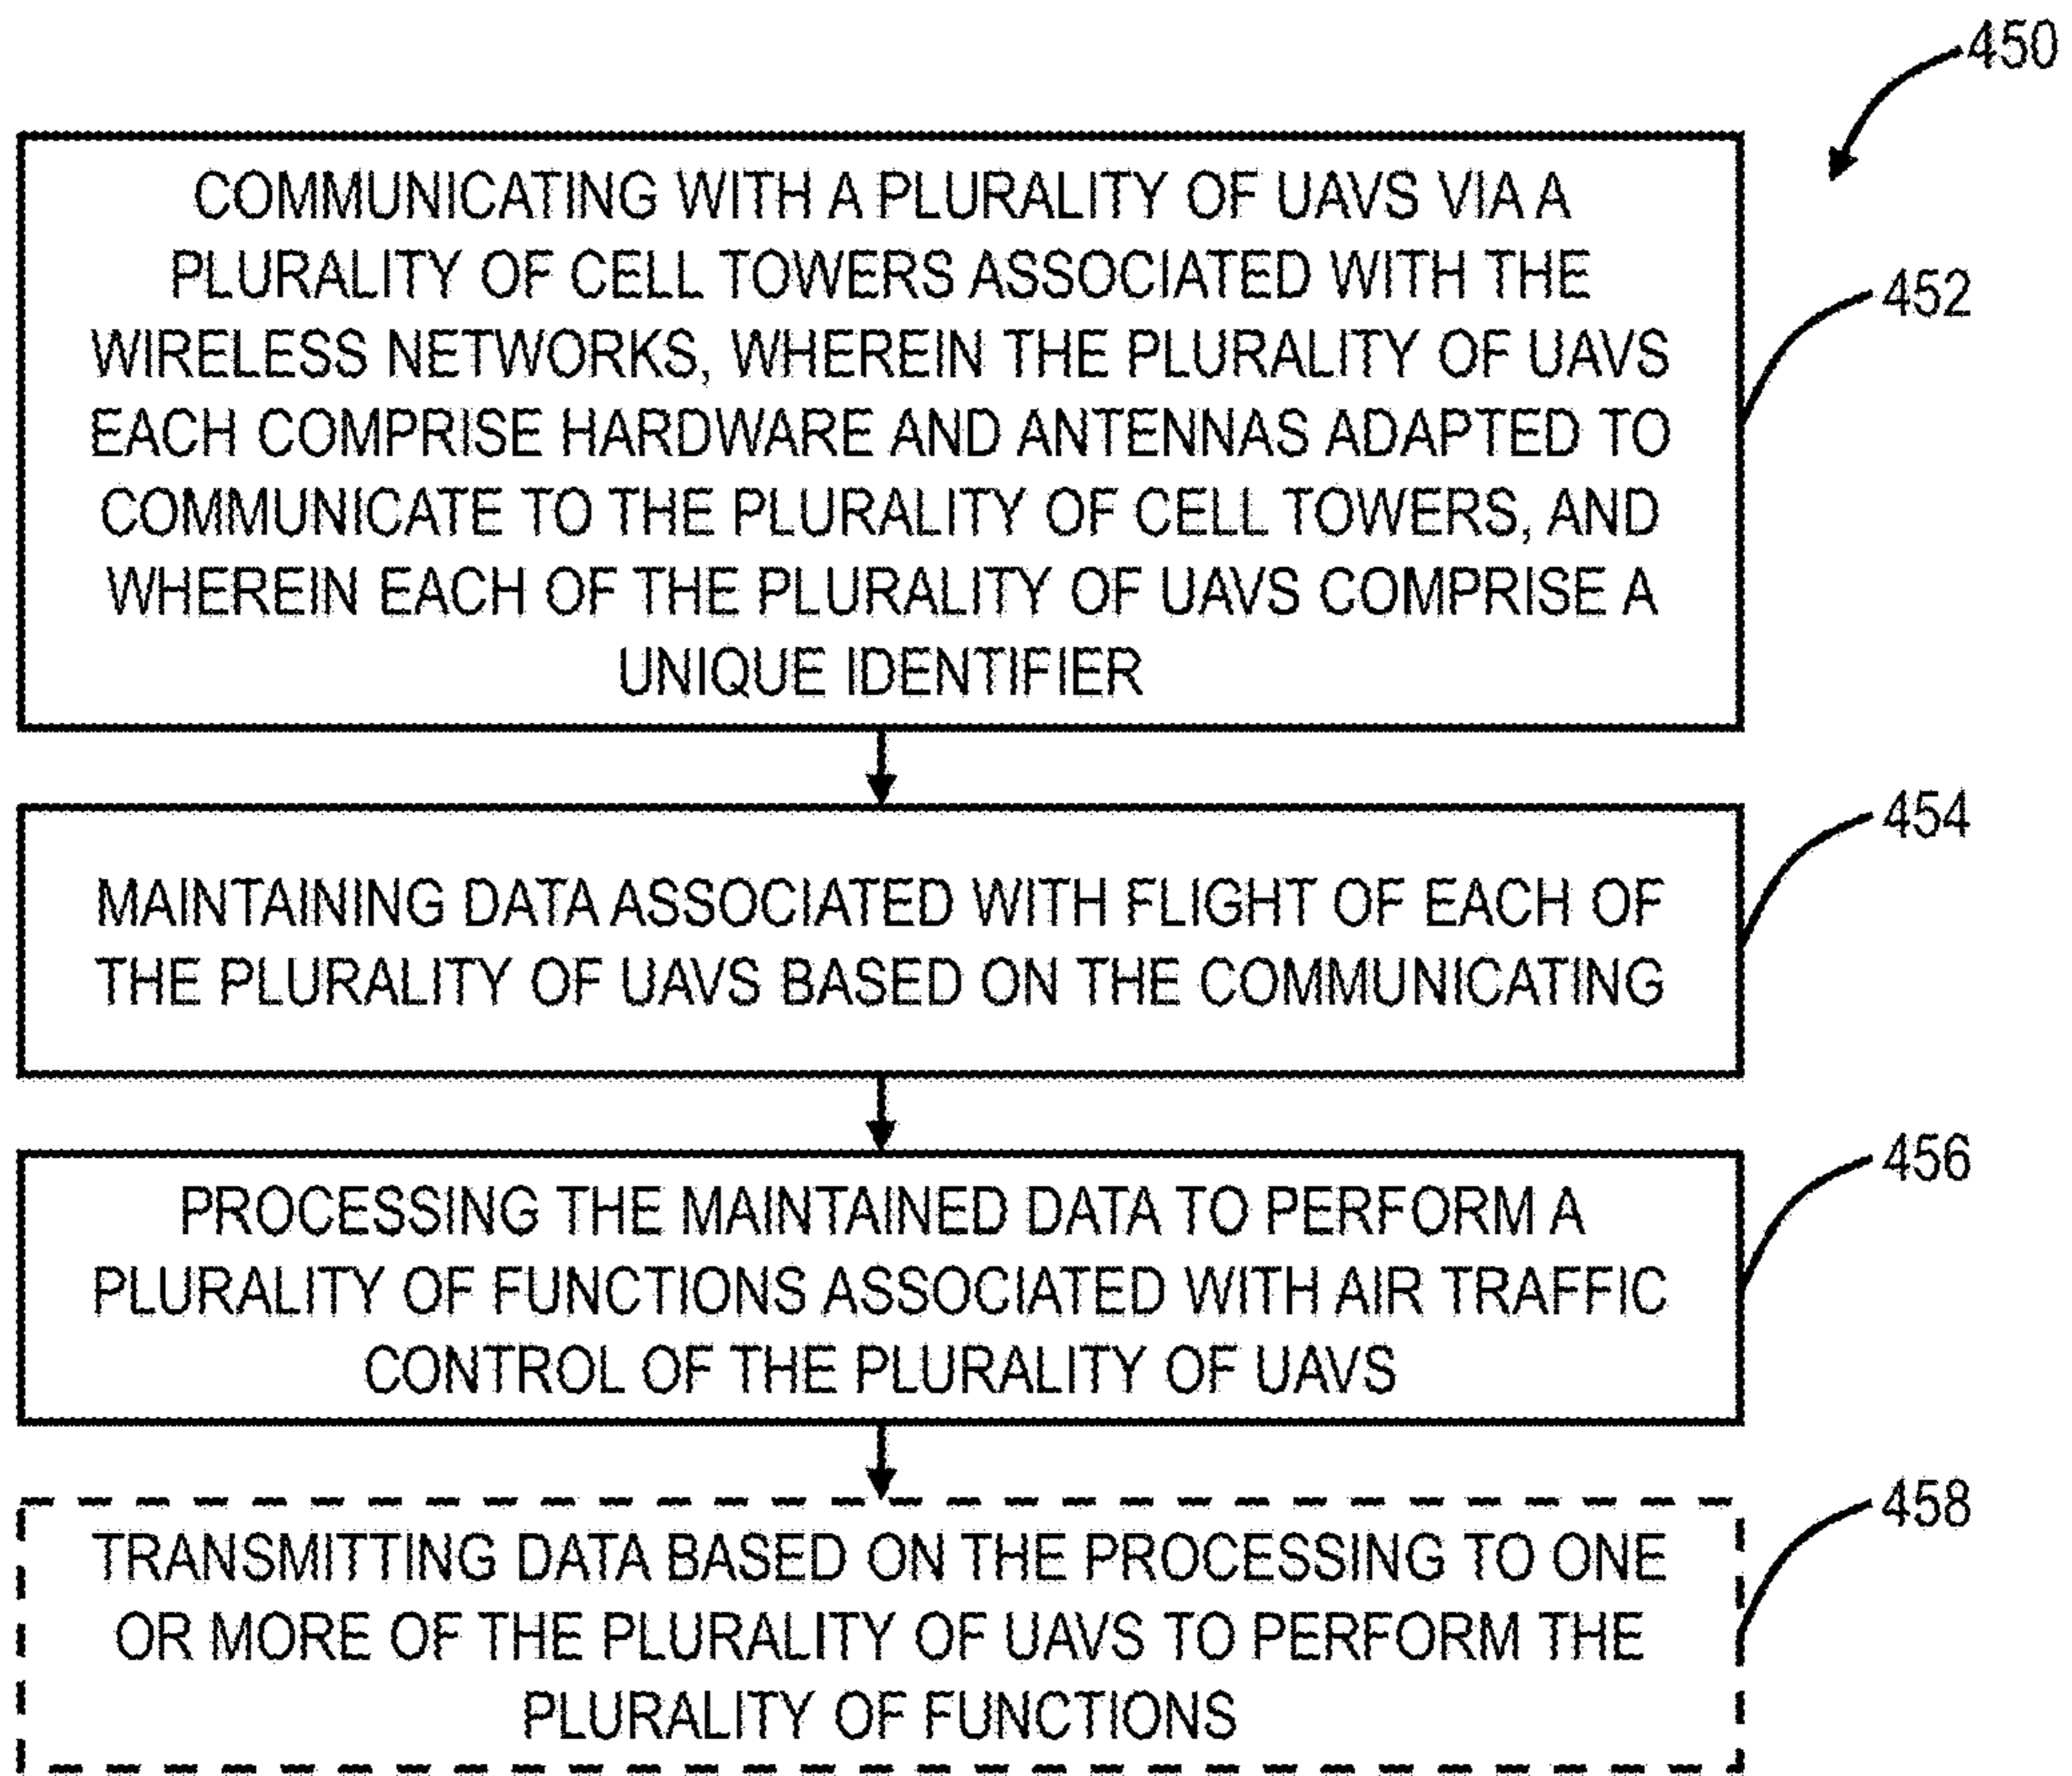 450
COMMUNICATING WITH A PLURALITY OF UAVS VIA A
PLURALITY OF CELL TOWERS ASSOCIATED WITH THE
WIRELESS NETWORKS, WHEREIN THE PLURALITY OF UAVS
EACH COMPRISE HARDWARE AND ANTENNAS ADAPTED TO
COMMUNICATE TO THE PLURALITY OF CELL TOWERS, AND
WHEREIN EACH OF THE PLURALITY OF UAVS COMPRISE A
UNIQUE IDENTIFIER
452
MAINTAINING DATA ASSOCIATED WITH FLIGHT OF EACH OF
THE PLURALITY OF UAVS BASED ON THE COMMUNICATING
454
PROCESSING THE MAINTAINED DATA TO PERFORM A
PLURALITY OF FUNCTIONS ASSOCIATED WITH AIR TRAFFIC
CONTROL OF THE PLURALITY OF UAVS
456
TRANSMITTING DATA BASED ON THE PROCESSING TO ONE
OR MORE OF THE PLURALITY OF UAVS TO PERFORM THE
PLURALITY OF FUNCTIONS
458